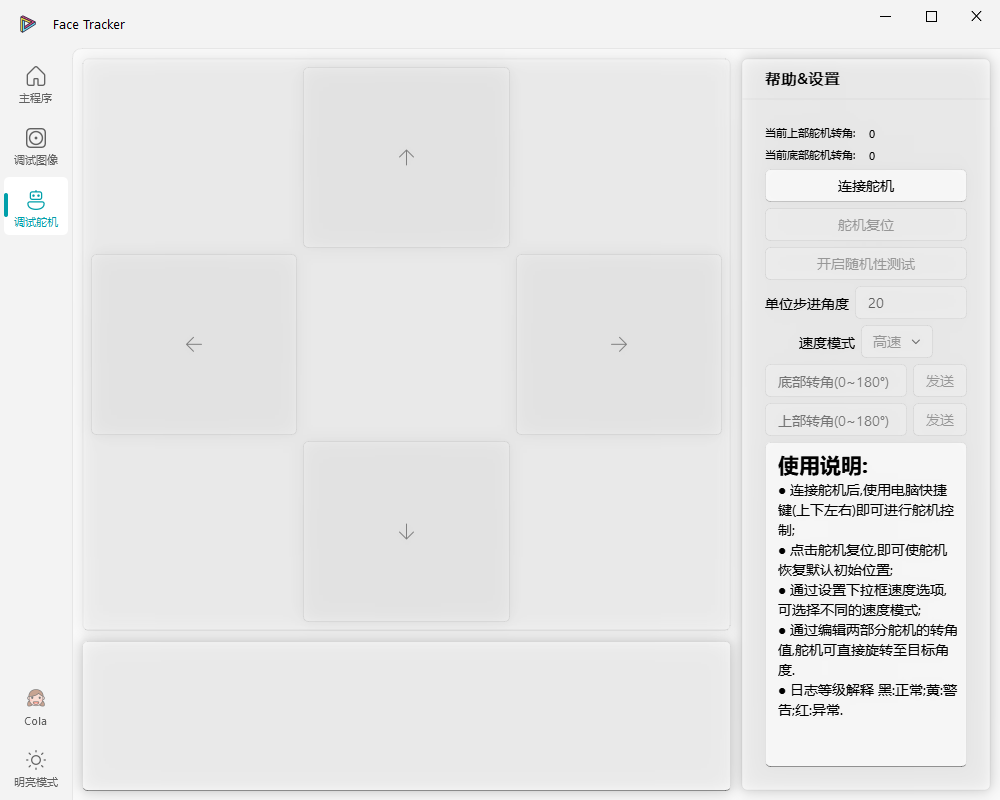 Face Tracker
主程序
调试图像
调试舵机
Cola
明亮模式
帮助&设置
当前上部舵机转角: 0
当前底部舵机转角: 0
连接舵机
舵机复位
开启随机性测试
单位步进角度 20
速度模式 高速
底部转角(0~180°) 发送
上部转角(0~180°) 发送
使用说明:
● 连接舵机后,使用电脑快捷
键(上下左右)即可进行舵机控
制;
● 点击舵机复位,即可使舵机
恢复默认初始位置;
● 通过设置下拉框速度选项,
可选择不同的速度模式;
● 通过编辑两部分舵机的转角
值,舵机可直接旋转至目标角
度.
● 日志等级解释 黑:正常;黄:警
告;红:异常.